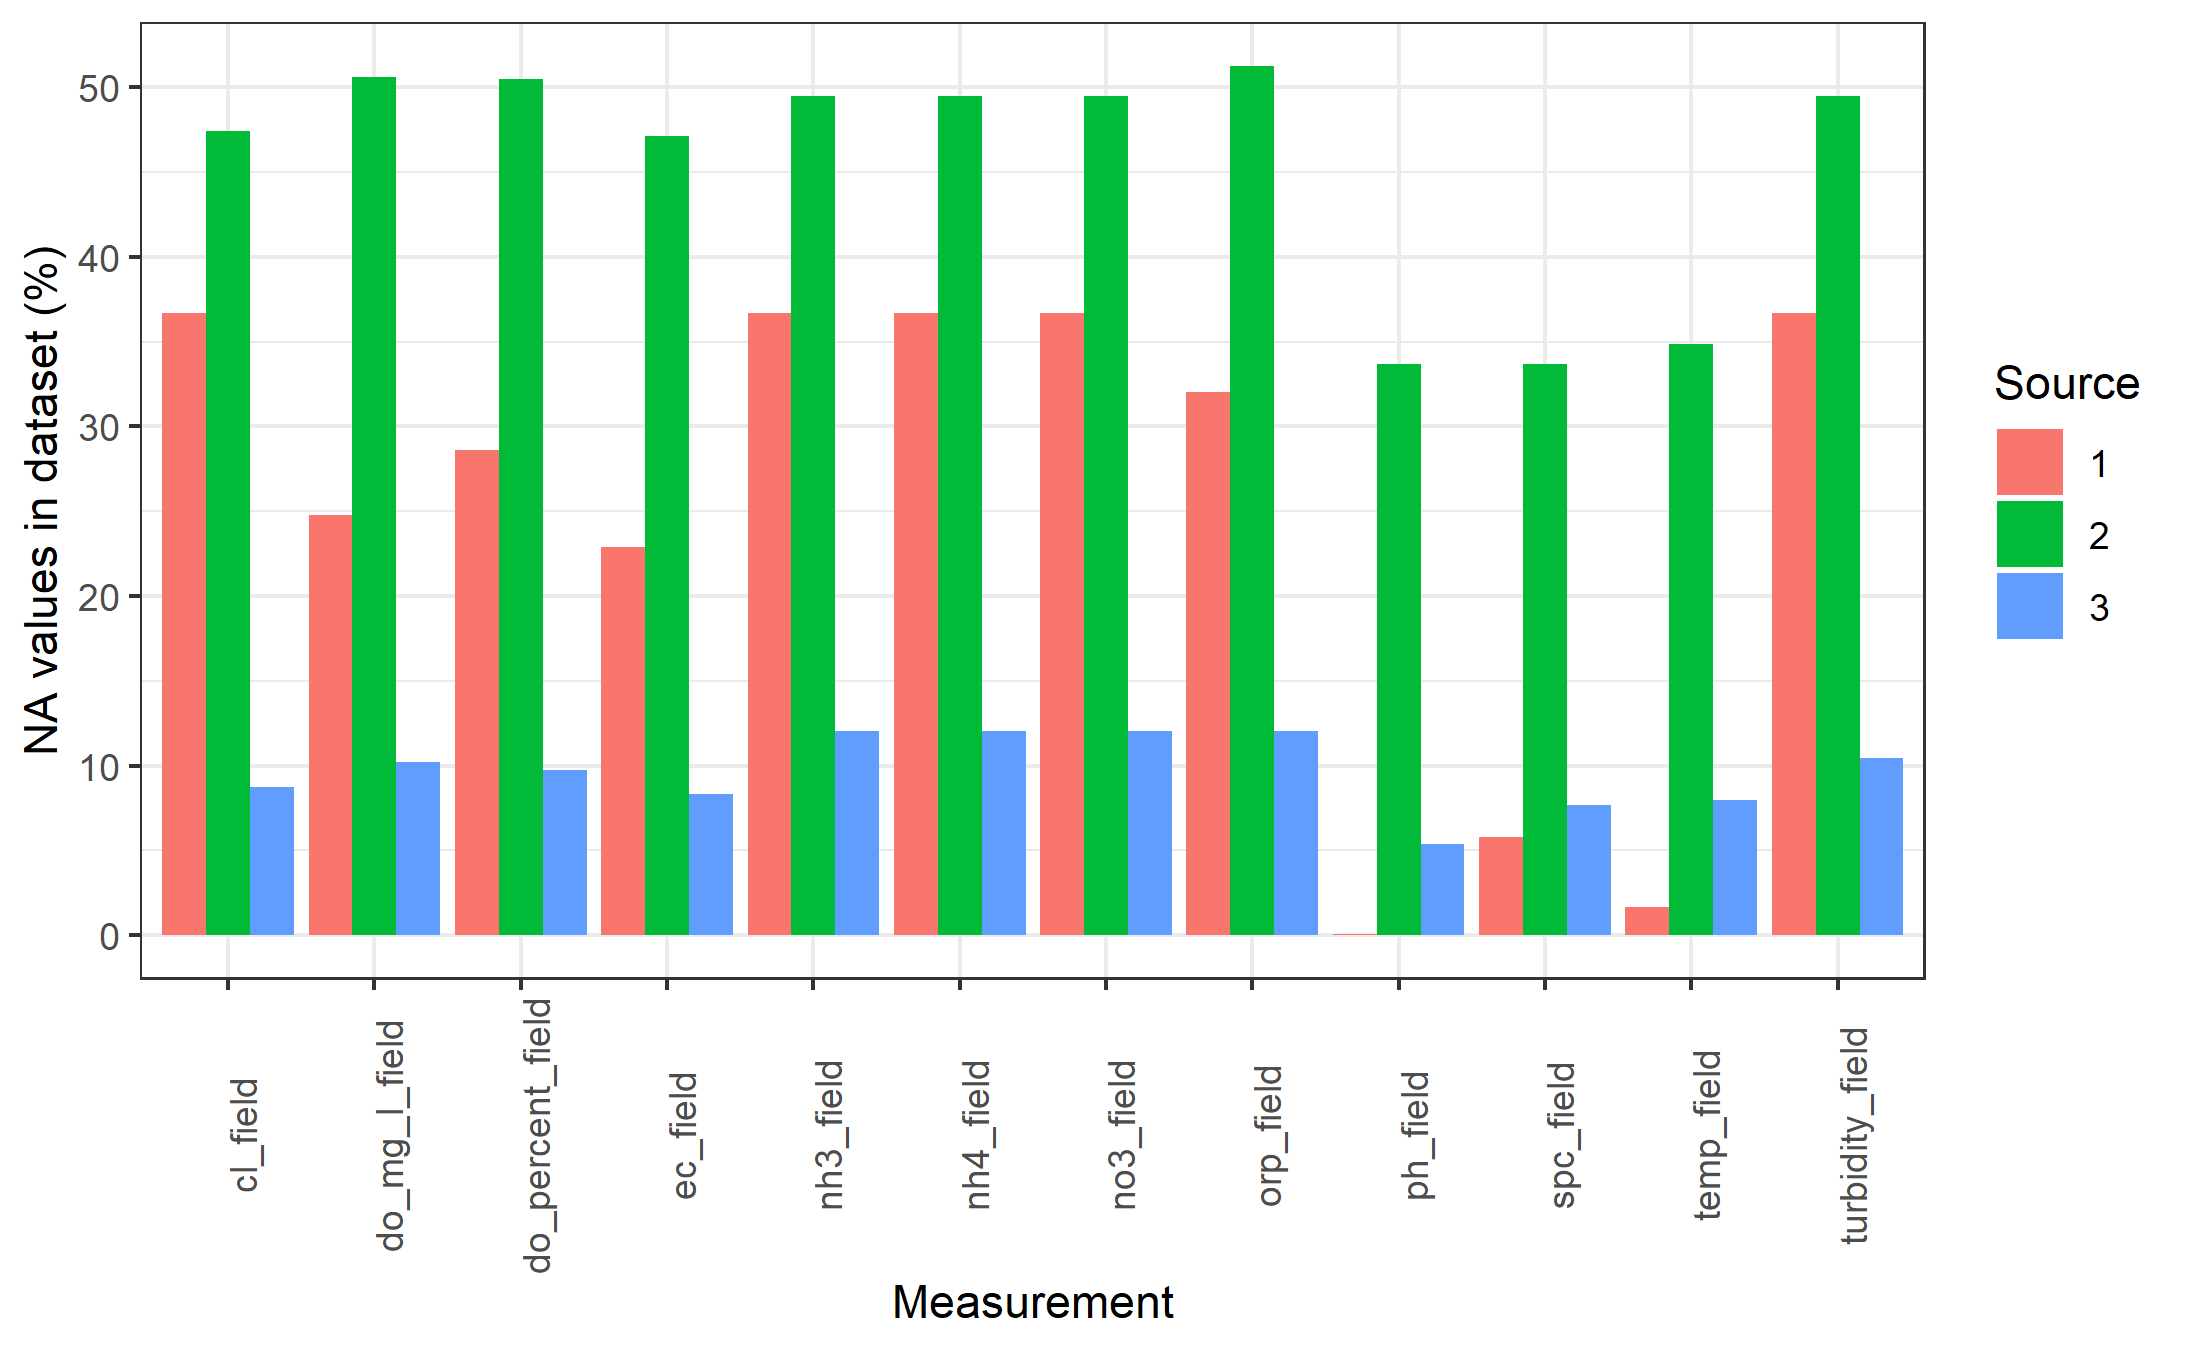 NA values in dataset (%)
50
40
30
20
10
0
cl_field
do_mg_l_field
do_percent_field
ec_field
nh3_field
nh4_field
no3_field
orp_field
ph_field
spc_field
temp_field
turbidity_field
Measurement
Source
1
2
3